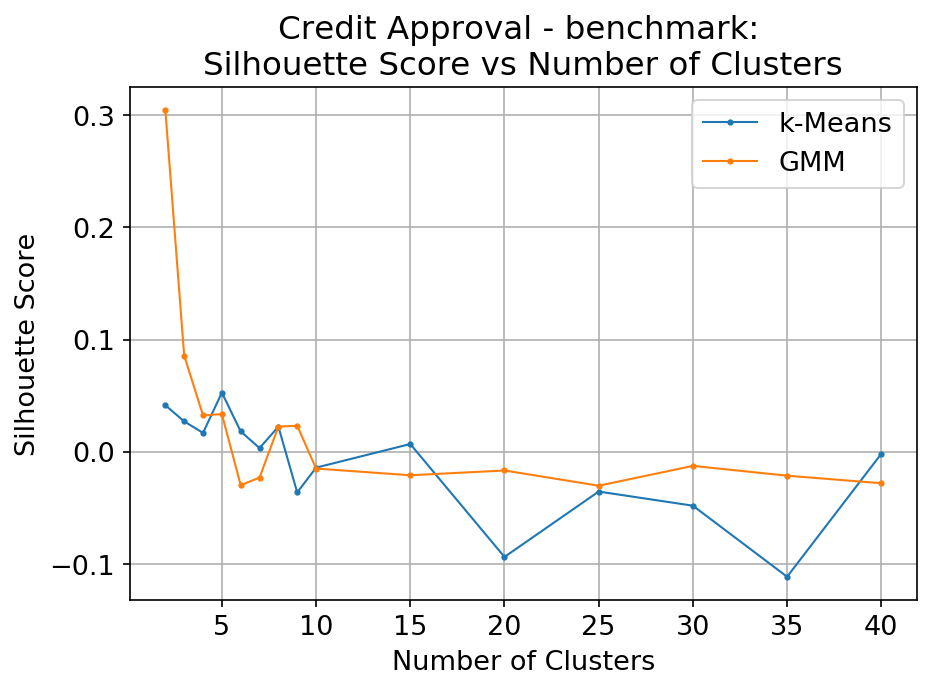 Credit Approval - benchmark:
Silhouette Score vs Number of Clusters
k-Means
GMM
Silhouette Score
0.3
0.2
0.1
0.0
−0.1
5 10 15 20 25 30 35 40
Number of Clusters